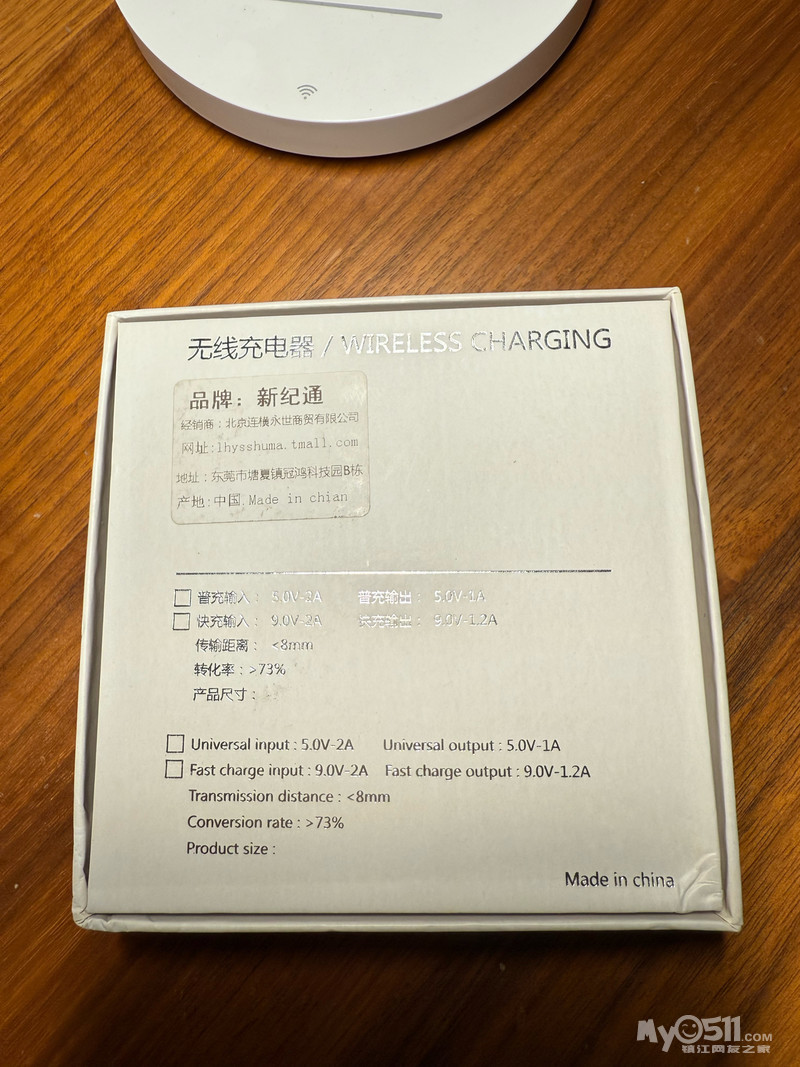 无线充电器 / WIRELESS CHARGING
品牌：新纪通
经销商：北京连横永世商贸有限公司
网址:lhysshuma.tmall.com
地址：东莞市塘夏镇冠鸿科技园B栋
产地:中国.Made in chian
普充输入： 5.0V-2A 普充输出： 5.0V-1A
快充输入： 9.0V-2A 快充输出： 9.0V-1.2A
传输距离： <8mm
转化率：>73%
产品尺寸：
Universal input : 5.0V-2A Universal output : 5.0V-1A
Fast charge input : 9.0V-2A Fast charge output : 9.0V-1.2A
Transmission distance : <8mm
Conversion rate : >73%
Product size :
Made in china
My0511.COM
镇江网友之家